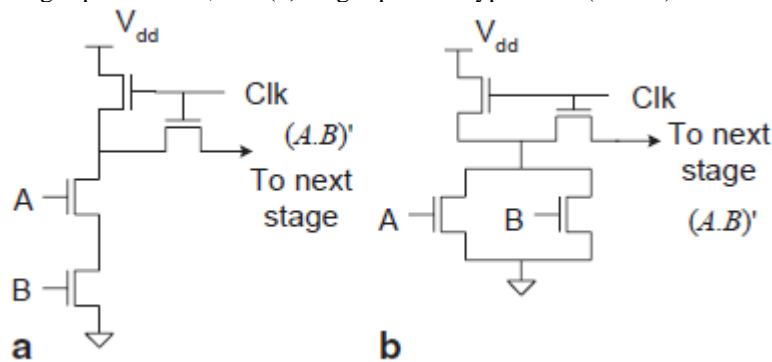 V_dd
Clk
(A.B)'
To next
stage
A
B
a
V_dd
Clk
To next
stage
(A.B)'
A
B
b